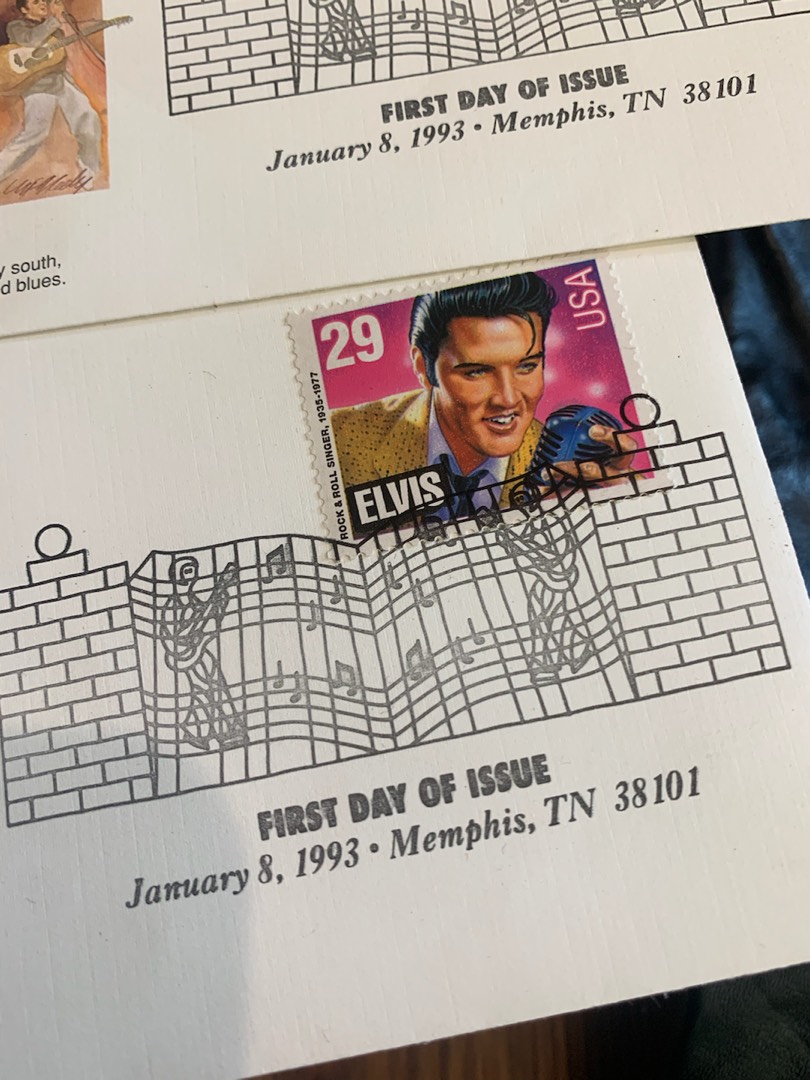 FIRST DAY OF ISSUE
January 8, 1993 • Memphis, TN 38101
y south,
d blues.
29
USA
ROCK & ROLL SINGER, 1935-1977
ELVIS
FIRST DAY OF ISSUE
January 8, 1993 • Memphis, TN 38101